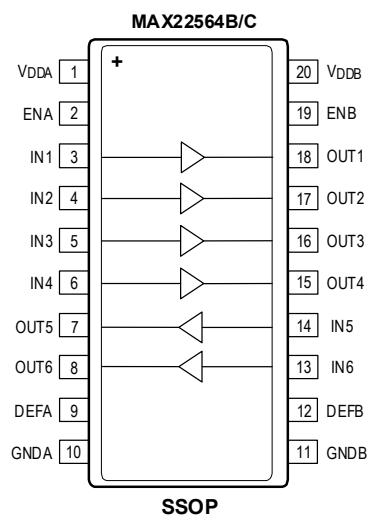 MAX22564B/C
+
VDDA 1 20 VDDB
ENA 2 19 ENB
IN1 3 18 OUT1
IN2 4 17 OUT2
IN3 5 16 OUT3
IN4 6 15 OUT4
OUT5 7 14 IN5
OUT6 8 13 IN6
DEFA 9 12 DEFB
GNDA 10 11 GNDB
SSOP